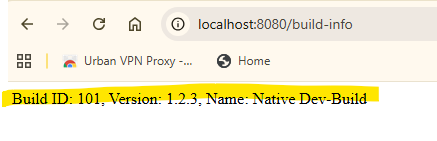 localhost:8080/build-info
Urban VPN Proxy -... Home
Build ID: 101, Version: 1.2.3, Name: Native Dev-Build